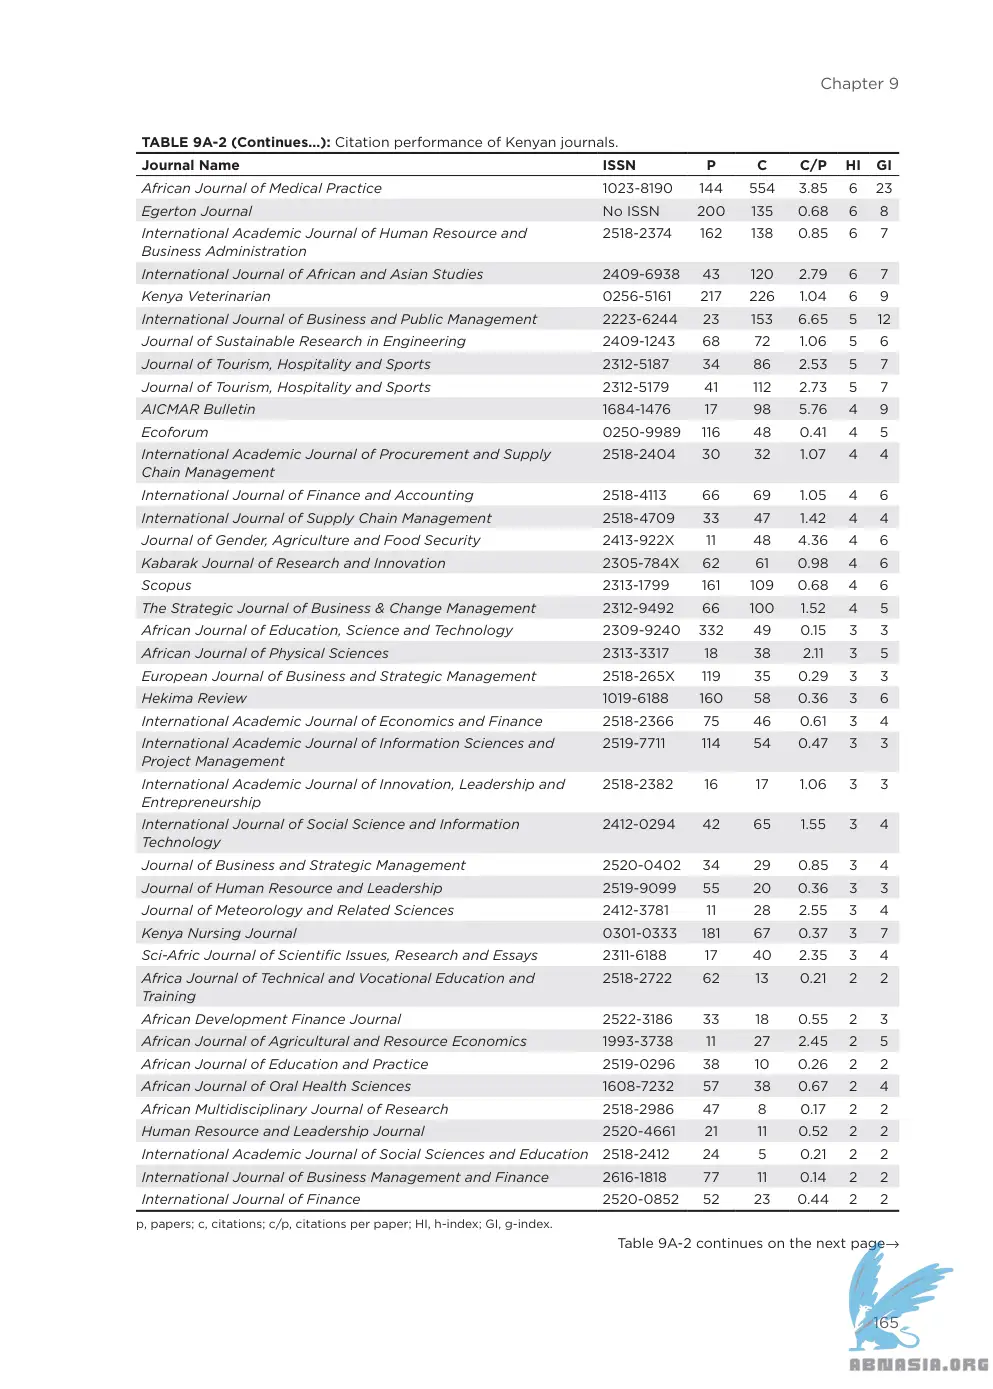 Chapter 9
TABLE 9A-2 (Continues...): Citation performance of Kenyan journals.
Journal Name ISSN P C C/P HI GI
African Journal of Medical Practice 1023-8190 144 554 3.85 6 23
Egerton Journal No ISSN 200 135 0.68 6 8
International Academic Journal of Human Resource and 2518-2374 162 138 0.85 6 7
Business Administration
International Journal of African and Asian Studies 2409-6938 43 120 2.79 6 7
Kenya Veterinarian 0256-5161 217 226 1.04 6 9
International Journal of Business and Public Management 2223-6244 23 153 6.65 5 12
Journal of Sustainable Research in Engineering 2409-1243 68 72 1.06 5 6
Journal of Tourism, Hospitality and Sports 2312-5187 34 86 2.53 5 7
Journal of Tourism, Hospitality and Sports 2312-5179 41 112 2.73 5 7
AICMAR Bulletin 1684-1476 17 98 5.76 4 9
Ecoforum 0250-9989 116 48 0.41 4 5
International Academic Journal of Procurement and Supply 2518-2404 30 32 1.07 4 4
Chain Management
International Journal of Finance and Accounting 2518-4113 66 69 1.05 4 6
International Journal of Supply Chain Management 2518-4709 33 47 1.42 4 4
Journal of Gender, Agriculture and Food Security 2413-922X 11 48 4.36 4 6
Kabarak Journal of Research and Innovation 2305-784X 62 61 0.98 4 6
Scopus 2313-1799 161 109 0.68 4 6
The Strategic Journal of Business & Change Management 2312-9492 66 100 1.52 4 5
African Journal of Education, Science and Technology 2309-9240 332 49 0.15 3 3
African Journal of Physical Sciences 2313-3317 18 38 2.11 3 5
European Journal of Business and Strategic Management 2518-265X 119 35 0.29 3 3
Hekima Review 1019-6188 160 58 0.36 3 6
International Academic Journal of Economics and Finance 2518-2366 75 46 0.61 3 4
International Academic Journal of Information Sciences and 2519-7711 114 54 0.47 3 3
Project Management
International Academic Journal of Innovation, Leadership and 2518-2382 16 17 1.06 3 3
Entrepreneurship
International Journal of Social Science and Information 2412-0294 42 65 1.55 3 4
Technology
Journal of Business and Strategic Management 2520-0402 34 29 0.85 3 4
Journal of Human Resource and Leadership 2519-9099 55 20 0.36 3 3
Journal of Meteorology and Related Sciences 2412-3781 11 28 2.55 3 4
Kenya Nursing Journal 0301-0333 181 67 0.37 3 7
Sci-Afric Journal of Scientific Issues, Research and Essays 2311-6188 17 40 2.35 3 4
Africa Journal of Technical and Vocational Education and 2518-2722 62 13 0.21 2 2
Training
African Development Finance Journal 2522-3186 33 18 0.55 2 3
African Journal of Agricultural and Resource Economics 1993-3738 11 27 2.45 2 5
African Journal of Education and Practice 2519-0296 38 10 0.26 2 2
African Journal of Oral Health Sciences 1608-7232 57 38 0.67 2 4
African Multidisciplinary Journal of Research 2518-2986 47 8 0.17 2 2
Human Resource and Leadership Journal 2520-4661 21 11 0.52 2 2
International Academic Journal of Social Sciences and Education 2518-2412 24 5 0.21 2 2
International Journal of Business Management and Finance 2616-1818 77 11 0.14 2 2
International Journal of Finance 2520-0852 52 23 0.44 2 2
p, papers; c, citations; c/p, citations per paper; HI, h-index; GI, g-index.
Table 9A-2 continues on the next page→
165
ABNASIA.ORG